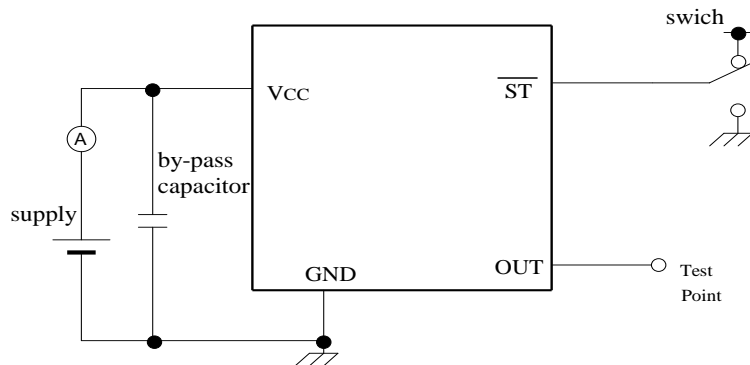 swich
VCC
ST
A
by-pass
capacitor
supply
GND
OUT
Test
Point